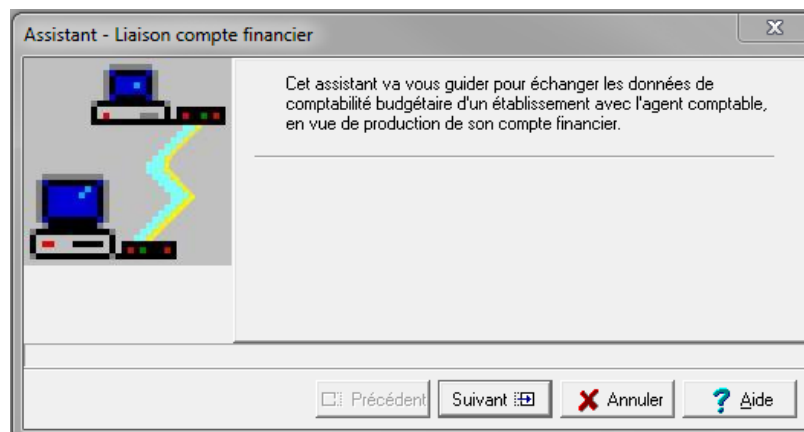 Assistant - Liaison compte financier
Cet assistant va vous guider pour échanger les données de
comptabilité budgétaire d'un établissement avec l'agent comptable,
en vue de production de son compte financier.
Précédent
Suivant
Annuler
Aide